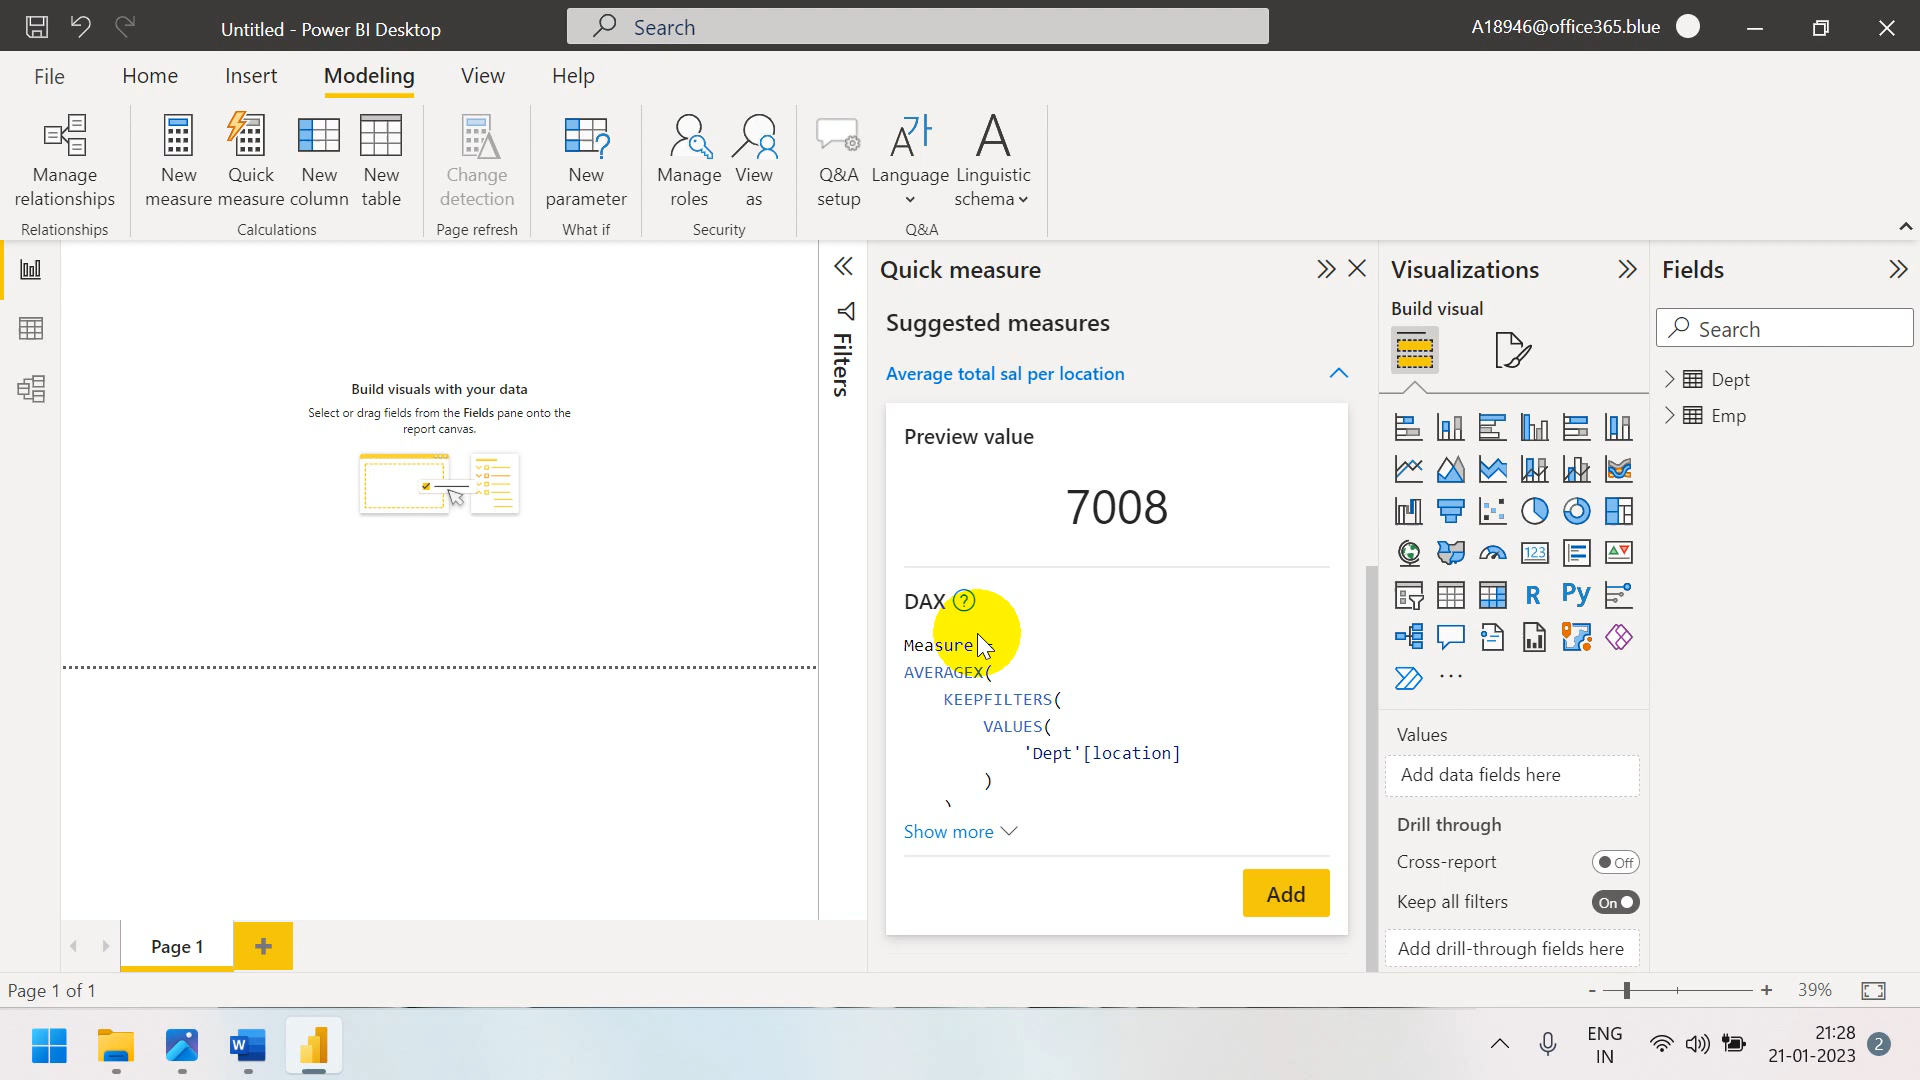 Untitled - Power BI Desktop
Search
A18946@office365.blue
File
Home
Insert
Modeling
View
Help
Manage relationships
New measure
Quick measure
New column
New table
Change detection
New parameter
Manage roles
View as
Q&A setup
Language
Linguistic schema
Relationships
Calculations
Page refresh
What if
Security
Q&A
Build visuals with your data
Select or drag fields from the Fields pane onto the
report canvas.
Filters
Quick measure
Suggested measures
Average total sal per location
Preview value
7008
DAX ?
Measure
AVERAGEX(
KEEPFILTERS(
VALUES(
'Dept'[location]
)
)
Show more
Add
Visualizations
Build visual
123
R
Py
...
Values
Add data fields here
Drill through
Cross-report
Off
Keep all filters
On
Add drill-through fields here
Fields
Search
Dept
Emp
Page 1
+
Page 1 of 1
- +
39%
W
ENG
IN
21:28
21-01-2023
2